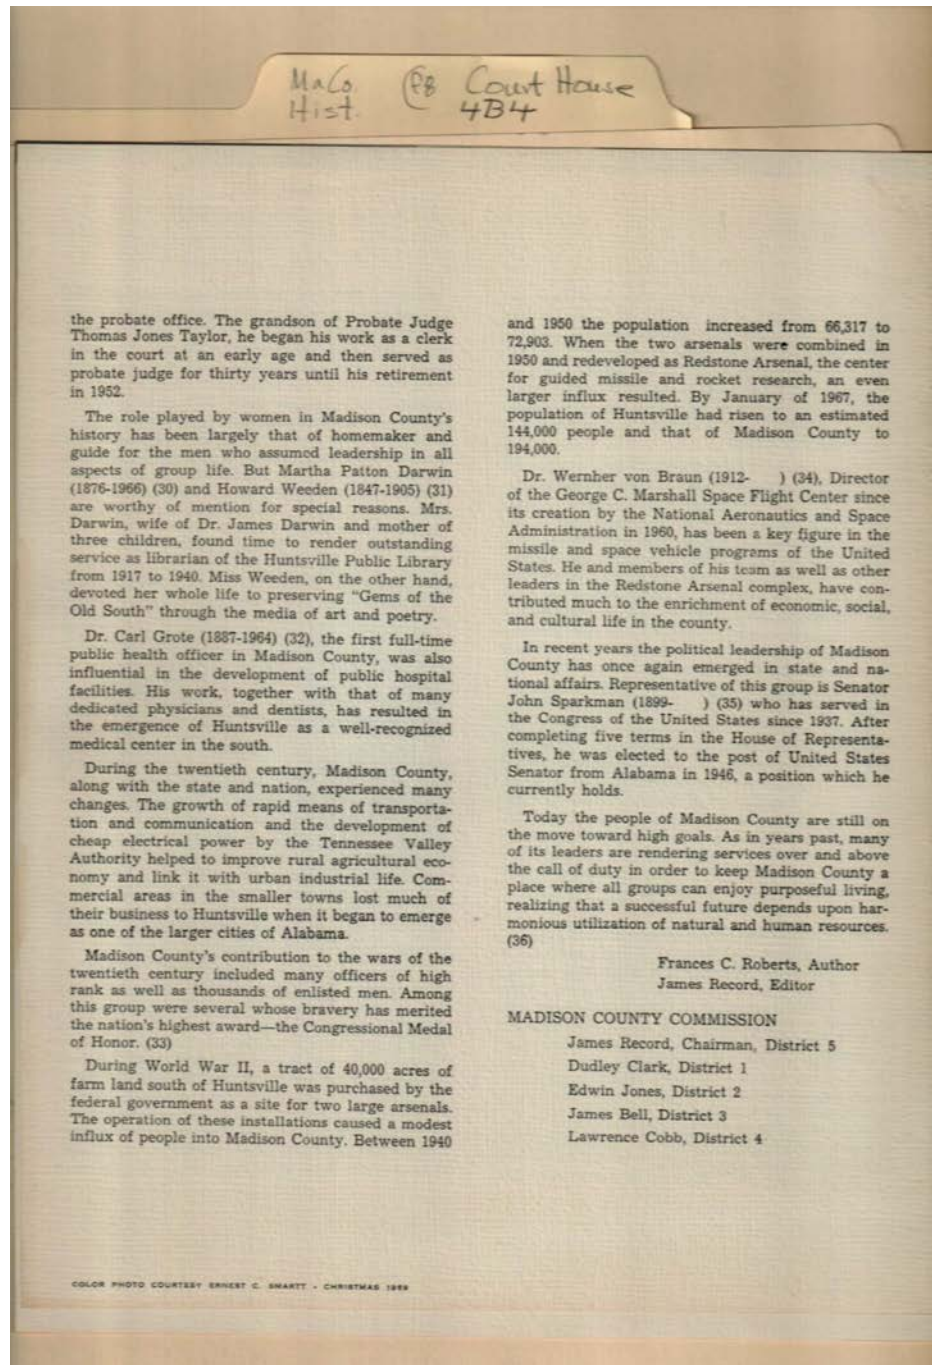 MaCo. Court House
Hist. 4B4
the probate office. The grandson of Probate Judge
Thomas Jones Taylor, he began his work as a clerk
in the court at an early age and then served as
probate judge for thirty years until his retirement
in 1952.
The role played by women in Madison County's
history has been largely that of homemaker and
guide for the men who assumed leadership in all
aspects of group life. But Martha Patton Darwin
(1876-1966) (30) and Howard Weeden (1847-1905) (31)
are worthy of mention for special reasons. Mrs.
Darwin, wife of Dr. James Darwin and mother of
three children, found time to render outstanding
service as librarian of the Huntsville Public Library
from 1917 to 1940. Miss Weeden, on the other hand,
devoted her whole life to preserving "Gems of the
Old South" through the media of art and poetry.
Dr. Carl Grote (1887-1964) (32), the first full-time
public health officer in Madison County, was also
influential in the development of public hospital
facilities. His work, together with that of many
dedicated physicians and dentists, has resulted in
the emergence of Huntsville as a well-recognized
medical center in the south.
During the twentieth century, Madison County,
along with the state and nation, experienced many
changes. The growth of rapid means of transporta-
tion and communication and the development of
cheap electrical power by the Tennessee Valley
Authority helped to improve rural agricultural eco-
nomy and link it with urban industrial life. Com-
mercial areas in the smaller towns lost much of
their business to Huntsville when it began to emerge
as one of the larger cities of Alabama.
Madison County's contribution to the wars of the
twentieth century included many officers of high
rank as well as thousands of enlisted men. Among
this group were several whose bravery has merited
the nation's highest award—the Congressional Medal
of Honor. (33)
During World War II, a tract of 40,000 acres of
farm land south of Huntsville was purchased by the
federal government as a site for two large arsenals.
The operation of these installations caused a modest
influx of people into Madison County. Between 1940
and 1950 the population increased from 66,317 to
72,903. When the two arsenals were combined in
1950 and redeveloped as Redstone Arsenal, the center
for guided missile and rocket research, an even
larger influx resulted. By January of 1967, the
population of Huntsville had risen to an estimated
144,000 people and that of Madison County to
194,000.
Dr. Wernher von Braun (1912- ) (34), Director
of the George C. Marshall Space Flight Center since
its creation by the National Aeronautics and Space
Administration in 1960, has been a key figure in the
missile and space vehicle programs of the United
States. He and members of his team as well as other
leaders in the Redstone Arsenal complex, have con-
tributed much to the enrichment of economic, social,
and cultural life in the county.
In recent years the political leadership of Madison
County has once again emerged in state and na-
tional affairs. Representative of this group is Senator
John Sparkman (1899- ) (35) who has served in
the Congress of the United States since 1937. After
completing five terms in the House of Representa-
tives, he was elected to the post of United States
Senator from Alabama in 1946, a position which he
currently holds.
Today the people of Madison County are still on
the move toward high goals. As in years past, many
of its leaders are rendering services over and above
the call of duty in order to keep Madison County a
place where all groups can enjoy purposeful living,
realizing that a successful future depends upon har-
monious utilization of natural and human resources.
(36)
Frances C. Roberts, Author
James Record, Editor
MADISON COUNTY COMMISSION
James Record, Chairman, District 5
Dudley Clark, District 1
Edwin Jones, District 2
James Bell, District 3
Lawrence Cobb, District 4
COLOR PHOTO COURTESY ERNEST C. SMARTT - CHRISTMAS